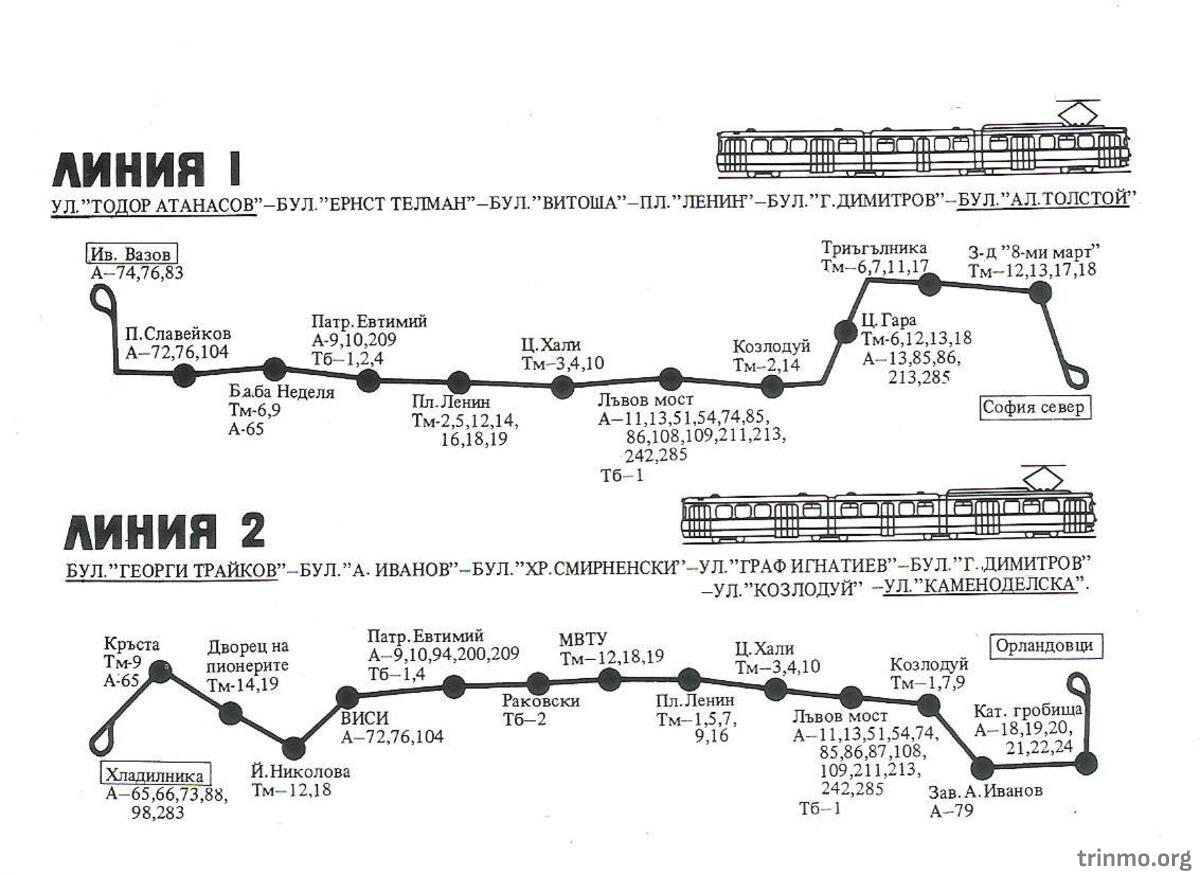 ЛИНИЯ 1
УЛ."ТОДОР АТАНАСОВ"–БУЛ."ЕРНСТ ТЕЛМАН"–БУЛ."ВИТОША"–ПЛ."ЛЕНИН"–БУЛ."Г.ДИМИТРОВ"–БУЛ."АЛ.ТОЛСТОЙ"
Ив. Вазов
А–74,76,83
П.Славейков
А–72,76,104
Б.а.ба Неделя
Тм-6,9
А-65
Патр.Евтимий
А-9,10,209
Тб–1,2,4
Пл.Ленин
Тм-2,5,12,14,
16,18,19
Ц.Хали
Тм–3,4,10
Лъвов мост
А–11,13,51,54,74,85,
86,108,109,211,213,
242,285
Тб–1
Козлодуй
Тм–2,14
Ц.Гара
Тм-6,12,13,18
А–13,85,86,
213,285
Триъгълника
Тм–6,7,11,17
З-д "8-ми март"
Тм–12,13,17,18
София север
ЛИНИЯ 2
БУЛ."ГЕОРГИ ТРАЙКОВ"–БУЛ."А. ИВАНОВ"–БУЛ."ХР.СМИРНЕНСКИ"–УЛ."ГРАФ ИГНАТИЕВ"–БУЛ."Г.,ДИМИТРОВ"
–УЛ."КОЗЛОДУЙ" –УЛ."КАМЕНОДЕЛСКА".
Хладилника
А–65,66,73,88,
98,283
Кръста
Тм-9
А-65
Дворец на
пионерите
Тм-14,19
Й.Николова
Тм–12,18
ВИСИ
А–72,76,104
Патр.Евтимий
А–9,10,94,200,209
Тб–1,4
Раковски
Тб–2
МВТУ
Тм–12,18,19
Пл.Ленин
Тм–1,5,7,
9,16
Ц.Хали
Тм–3,4,10
Лъвов мост
А–11,13,51,54,74,
85,86,87,108,
109,211,213,
242,285
Тб–1
Козлодуй
Тм–1,7,9
Зав.А.Иванов
А–79
Кат. гробища
А–18,19,20,
21,22,24
Орландовци
trinmo.org